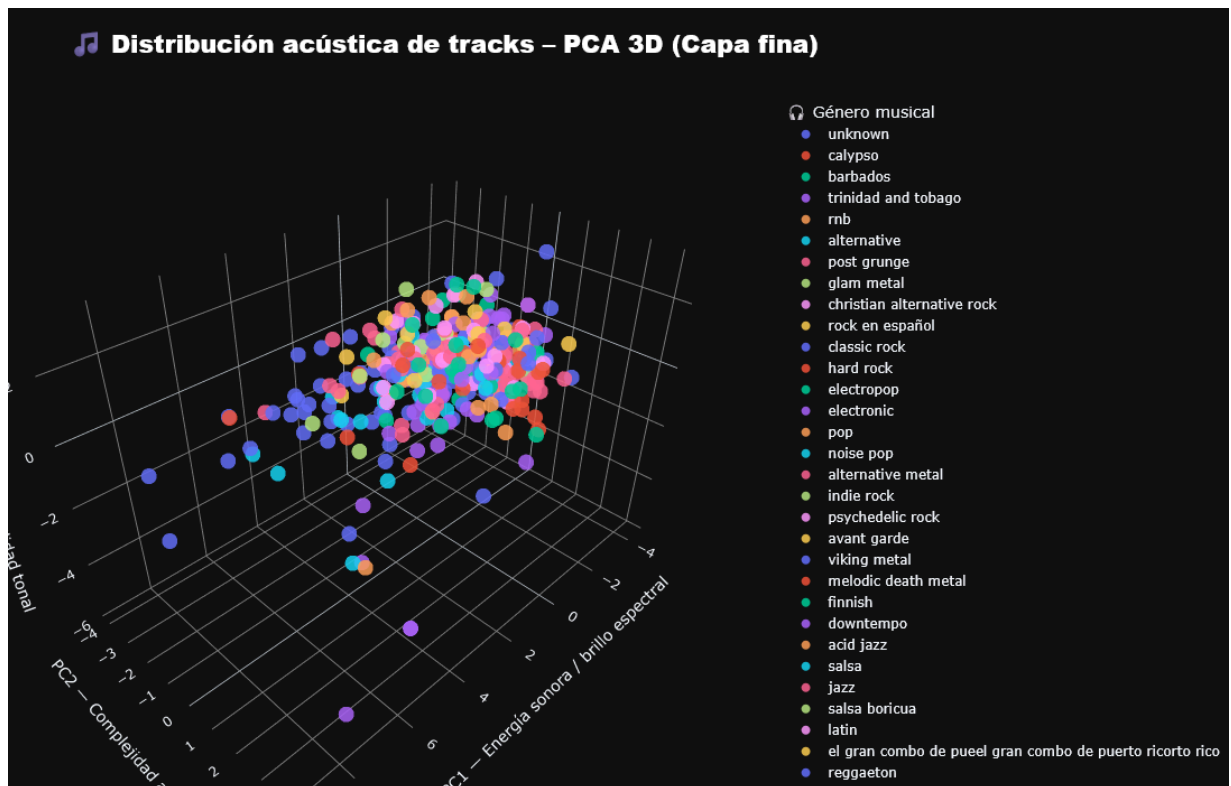 🎵 Distribución acústica de tracks – PCA 3D (Capa fina)
🎧 Género musical
unknown
calypso
barbados
trinidad and tobago
rnb
alternative
post grunge
glam metal
christian alternative rock
rock en español
classic rock
hard rock
electropop
electronic
pop
noise pop
alternative metal
indie rock
psychedelic rock
avant garde
viking metal
melodic death metal
finnish
downtempo
acid jazz
salsa
jazz
salsa boricua
latin
el gran combo de pueel gran combo de puerto ricorto rico
reggaeton
0
−2
−4
−6
tonal
PC2 — Complejidad
−4
−3
−2
−1
0
1
2
PC1 — Energía sonora / brillo espectral
−4
−2
0
2
4
6